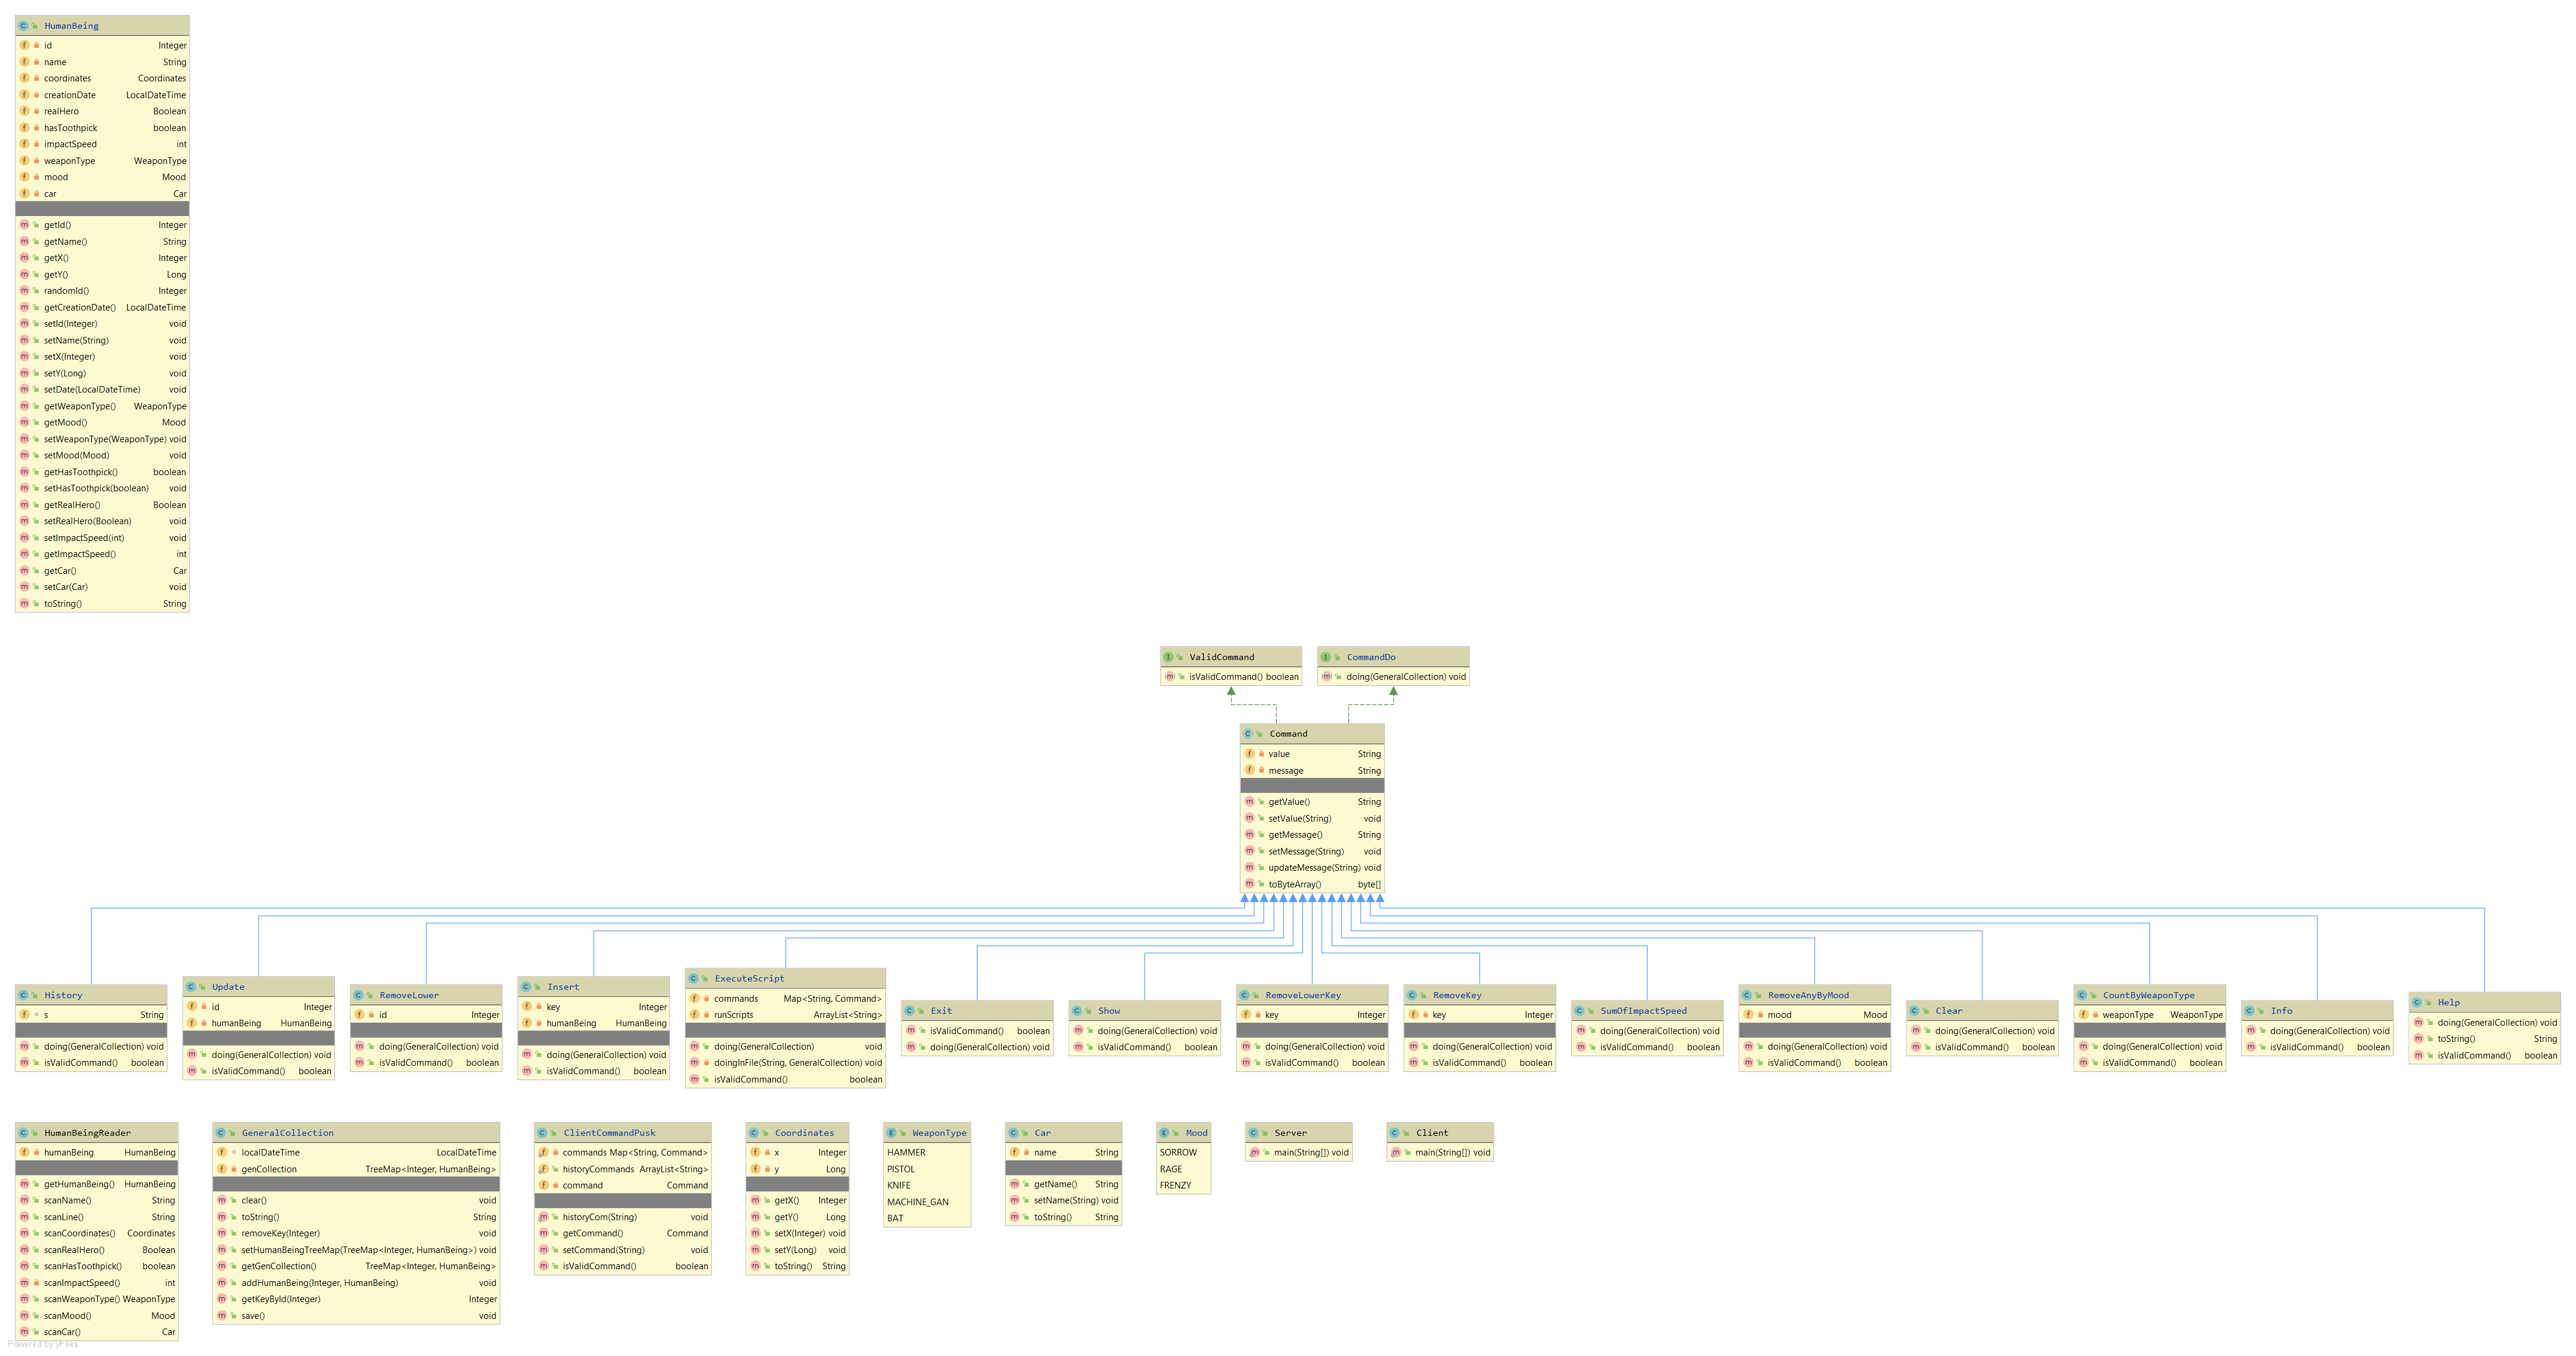 HumanBeing
id Integer
name String
coordinates Coordinates
creationDate LocalDateTime
realHero Boolean
hasToothpick boolean
impactSpeed int
weaponType WeaponType
mood Mood
car Car
getId() Integer
getName() String
getX() Integer
getY() Long
randomId() Integer
getCreationDate() LocalDateTime
setId(Integer) void
setName(String) void
setX(Integer) void
setY(Long) void
setDate(LocalDateTime) void
getWeaponType() WeaponType
getMood() Mood
setWeaponType(WeaponType) void
setMood(Mood) void
getHasToothpick() boolean
setHasToothpick(boolean) void
getRealHero() Boolean
setRealHero(Boolean) void
setImpactSpeed(int) void
getImpactSpeed() int
getCar() Car
setCar(Car) void
toString() String
ValidCommand
isValidCommand() boolean
CommandDo
doing(GeneralCollection) void
Command
value String
message String
getValue() String
setValue(String) void
getMessage() String
setMessage(String) void
updateMessage(String) void
toByteArray() byte[]
History
s String
doing(GeneralCollection) void
isValidCommand() boolean
Update
id Integer
humanBeing HumanBeing
doing(GeneralCollection) void
isValidCommand() boolean
RemoveLower
id Integer
doing(GeneralCollection) void
isValidCommand() boolean
Insert
key Integer
humanBeing HumanBeing
doing(GeneralCollection) void
isValidCommand() boolean
ExecuteScript
commands Map<String, Command>
runScripts ArrayList<String>
doing(GeneralCollection) void
doingInFile(String, GeneralCollection) void
isValidCommand() boolean
Exit
isValidCommand() boolean
doing(GeneralCollection) void
Show
doing(GeneralCollection) void
isValidCommand() boolean
RemoveLowerKey
key Integer
doing(GeneralCollection) void
isValidCommand() boolean
RemoveKey
key Integer
doing(GeneralCollection) void
isValidCommand() boolean
SumOfImpactSpeed
doing(GeneralCollection) void
isValidCommand() boolean
RemoveAnyByMood
mood Mood
doing(GeneralCollection) void
isValidCommand() boolean
Clear
doing(GeneralCollection) void
isValidCommand() boolean
CountByWeaponType
weaponType WeaponType
doing(GeneralCollection) void
isValidCommand() boolean
Info
doing(GeneralCollection) void
isValidCommand() boolean
Help
doing(GeneralCollection) void
toString() String
isValidCommand() boolean
HumanBeingReader
humanBeing HumanBeing
getHumanBeing() HumanBeing
scanName() String
scanLine() String
scanCoordinates() Coordinates
scanRealHero() Boolean
scanHasToothpick() boolean
scanImpactSpeed() int
scanWeaponType() WeaponType
scanMood() Mood
scanCar() Car
GeneralCollection
localDateTime LocalDateTime
genCollection TreeMap<Integer, HumanBeing>
clear() void
toString() String
removeKey(Integer) void
setHumanBeingTreeMap(TreeMap<Integer, HumanBeing>) void
getGenCollection() TreeMap<Integer, HumanBeing>
addHumanBeing(Integer, HumanBeing) void
getKeyById(Integer) Integer
save() void
ClientCommandPusk
commands Map<String, Command>
historyCommands ArrayList<String>
command Command
historyCom(String) void
getCommand() Command
setCommand(String) void
isValidCommand() boolean
Coordinates
x Integer
y Long
getX() Integer
getY() Long
setX(Integer) void
setY(Long) void
toString() String
WeaponType
HAMMER
PISTOL
KNIFE
MACHINE_GAN
BAT
Car
name String
getName() String
setName(String) void
toString() String
Mood
SORROW
RAGE
FRENZY
Server
main(String[]) void
Client
main(String[]) void
Powered by yFiles